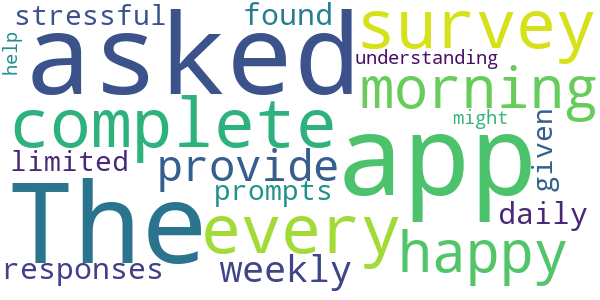 stressful found survey
help asked understanding
morning
complete might
app
limited provide given
The prompts daily
every happy
responses weekly